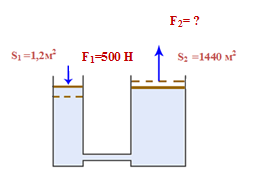 F₂= ?
S₁ =1,2м² F₁=500 Н S₂ =1440 м²